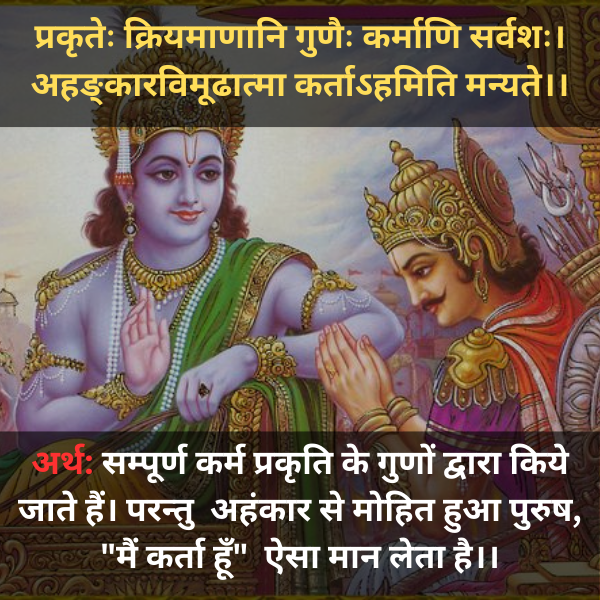 प्रकृतेः क्रियमाणानि गुणैः कर्माणि सर्वशः।
अहङ्कारविमूढात्मा कर्ताऽहमिति मन्यते।।
अर्थ: सम्पूर्ण कर्म प्रकृति के गुणों द्वारा किये
जाते हैं। परन्तु अहंकार से मोहित हुआ पुरुष,
"मैं कर्ता हूँ" ऐसा मान लेता है।।